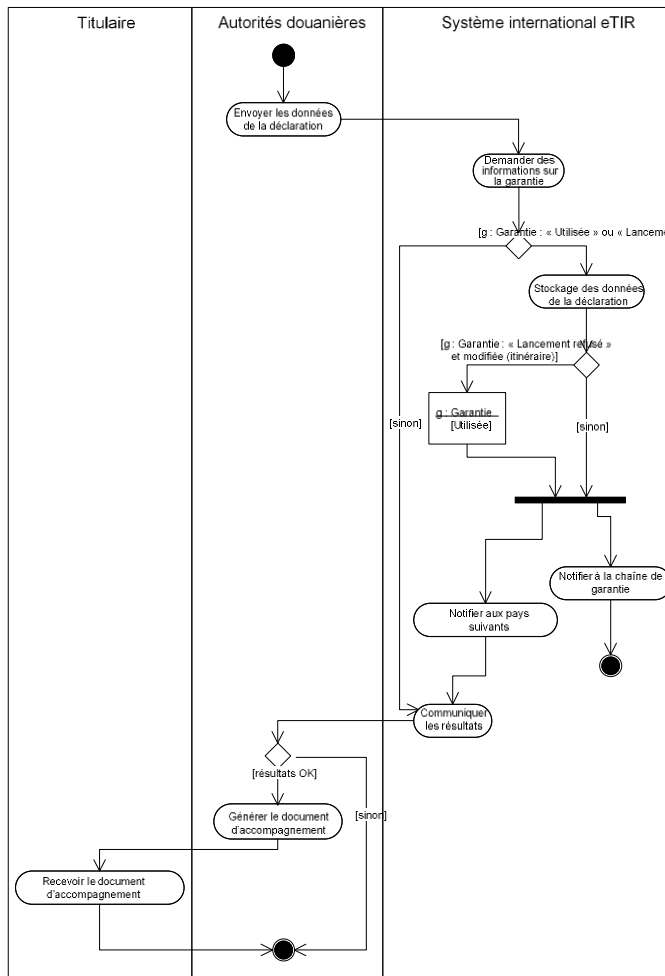 Titulaire
Autorités douanières
Système international eTIR
Envoyer les données
de la déclaration
Demander des
informations sur
la garantie
[g : Garantie : « Utilisée » ou « Lanceme
Stockage des données
de la déclaration
[g : Garantie : « Lancement refusé »
et modifiée (itinéraire)]
g : Garantie
[Utilisée]
[sinon]
[sinon]
Notifier à la chaîne de
garantie
Notifier aux pays
suivants
Communiquer
les résultats
[résultats OK]
[sinon]
Générer le document
d'accompagnement
Recevoir le document
d'accompagnement